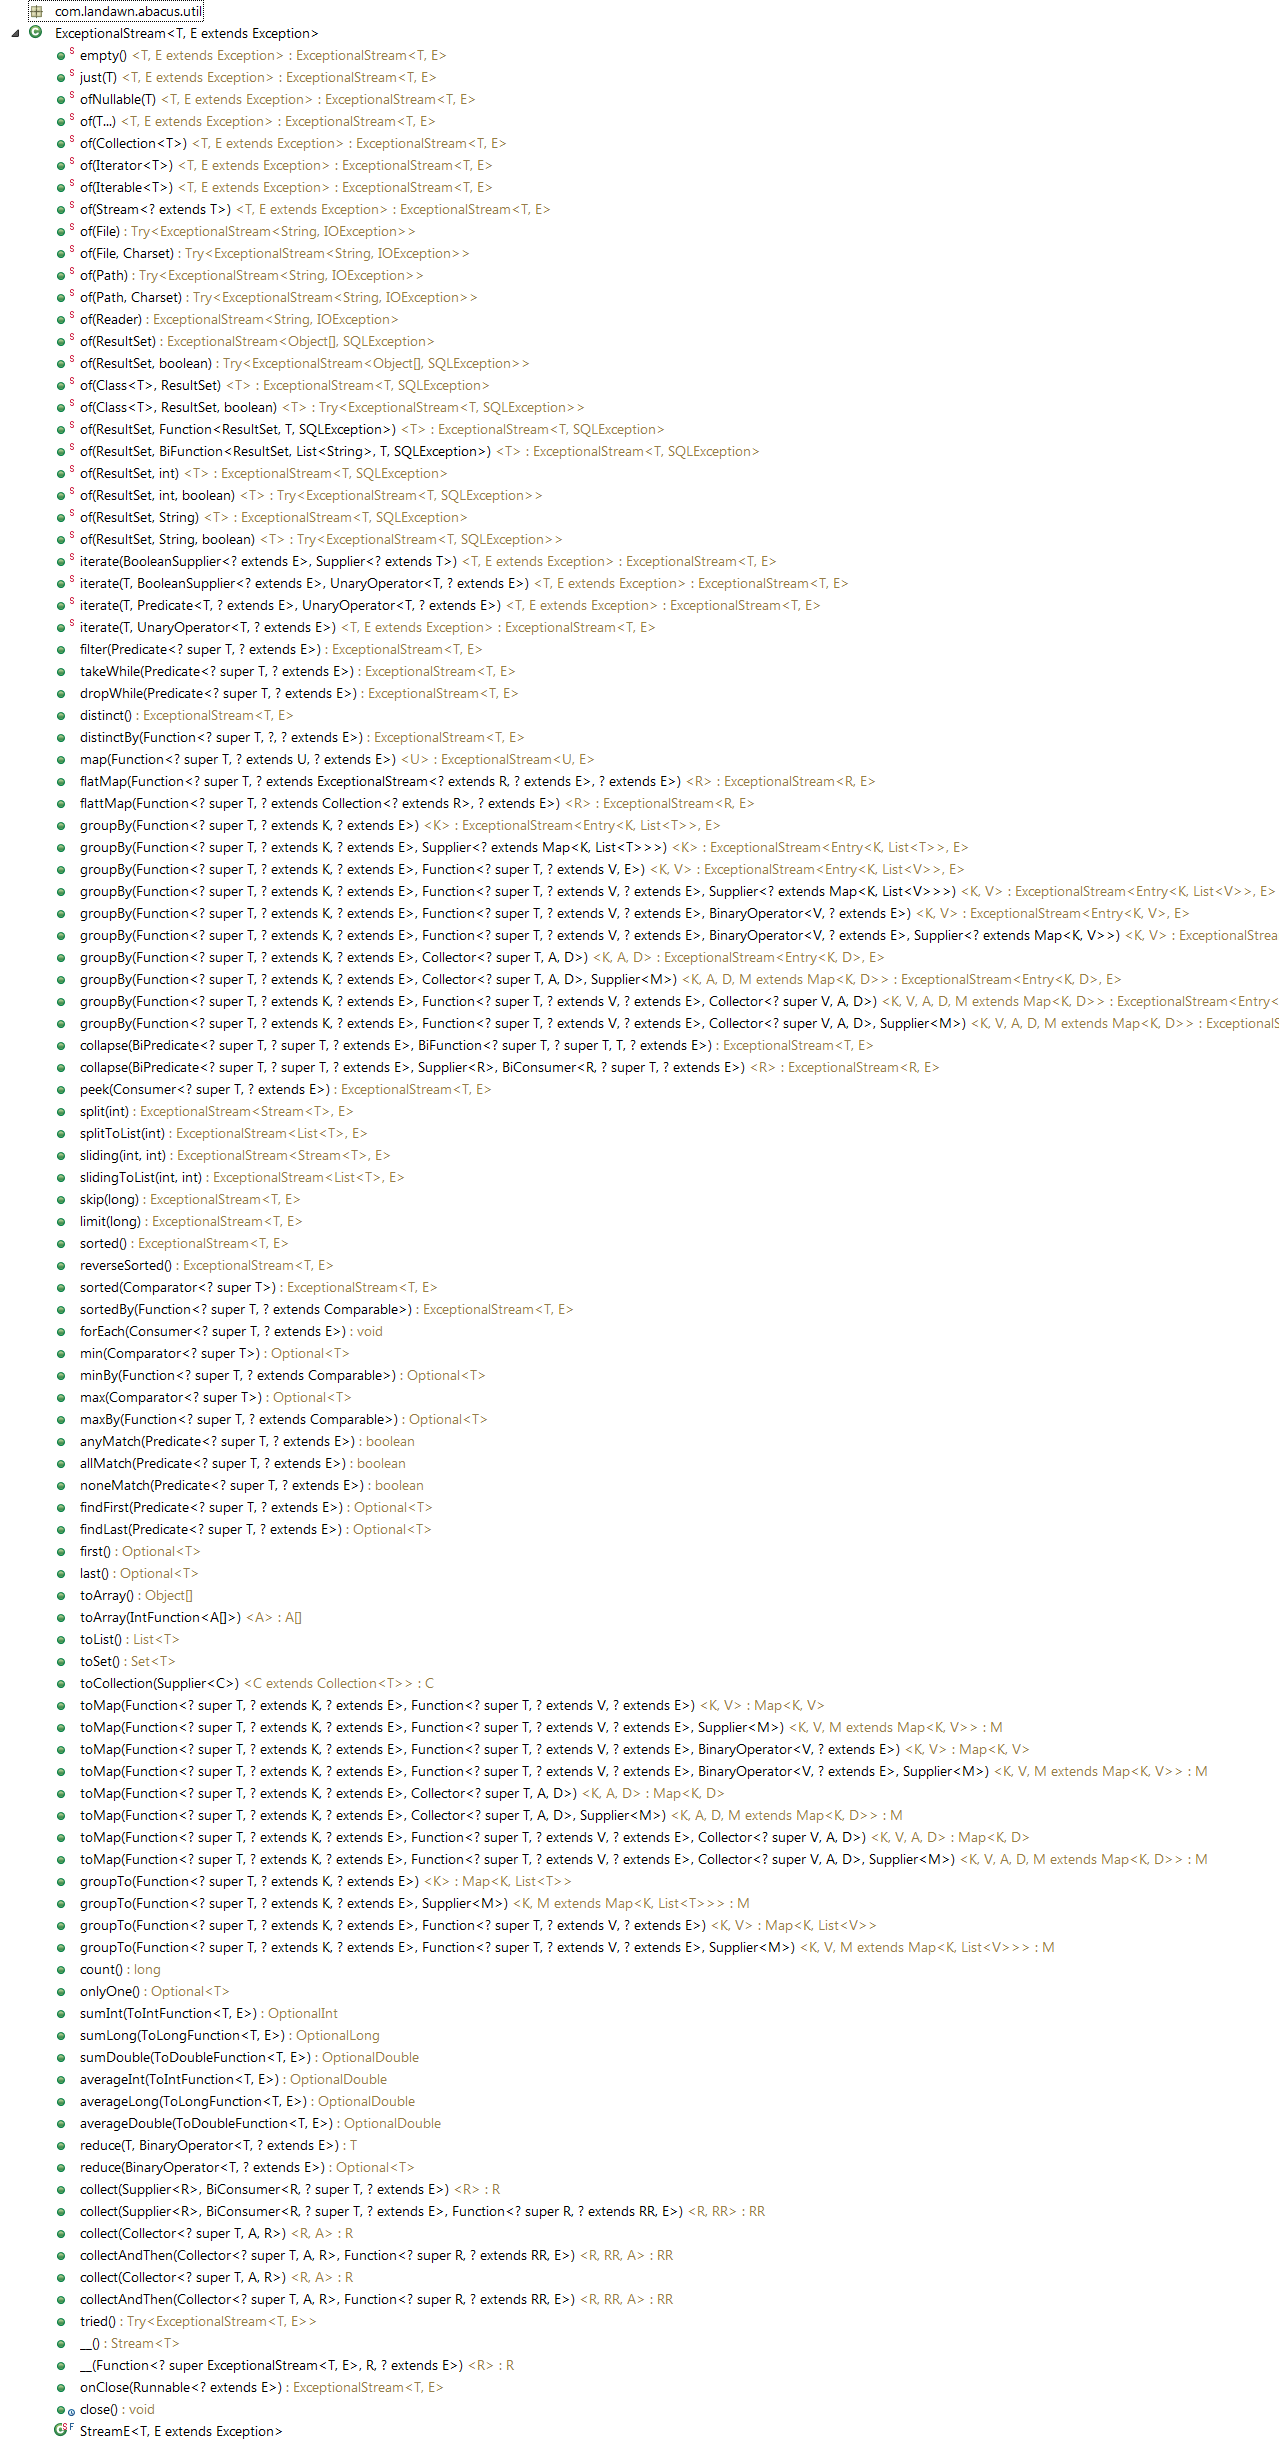 com.landawn.abacus.util
ExceptionalStream<T, E extends Exception>
S empty() <T, E extends Exception> : ExceptionalStream<T, E>
S just(T) <T, E extends Exception> : ExceptionalStream<T, E>
S ofNullable(T) <T, E extends Exception> : ExceptionalStream<T, E>
S of(T...) <T, E extends Exception> : ExceptionalStream<T, E>
S of(Collection<T>) <T, E extends Exception> : ExceptionalStream<T, E>
S of(Iterator<T>) <T, E extends Exception> : ExceptionalStream<T, E>
S of(Iterable<T>) <T, E extends Exception> : ExceptionalStream<T, E>
S of(Stream<? extends T>) <T, E extends Exception> : ExceptionalStream<T, E>
S of(File) : Try<ExceptionalStream<String, IOException>>
S of(File, Charset) : Try<ExceptionalStream<String, IOException>>
S of(Path) : Try<ExceptionalStream<String, IOException>>
S of(Path, Charset) : Try<ExceptionalStream<String, IOException>>
S of(Reader) : ExceptionalStream<String, IOException>
S of(ResultSet) : ExceptionalStream<Object[], SQLException>
S of(ResultSet, boolean) : Try<ExceptionalStream<Object[], SQLException>>
S of(Class<T>, ResultSet) <T> : ExceptionalStream<T, SQLException>
S of(Class<T>, ResultSet, boolean) <T> : Try<ExceptionalStream<T, SQLException>>
S of(ResultSet, Function<ResultSet, T, SQLException>) <T> : ExceptionalStream<T, SQLException>
S of(ResultSet, BiFunction<ResultSet, List<String>, T, SQLException>) <T> : ExceptionalStream<T, SQLException>
S of(ResultSet, int) <T> : ExceptionalStream<T, SQLException>
S of(ResultSet, int, boolean) <T> : Try<ExceptionalStream<T, SQLException>>
S of(ResultSet, String) <T> : ExceptionalStream<T, SQLException>
S of(ResultSet, String, boolean) <T> : Try<ExceptionalStream<T, SQLException>>
S iterate(BooleanSupplier<? extends E>, Supplier<? extends T>) <T, E extends Exception> : ExceptionalStream<T, E>
S iterate(T, BooleanSupplier<? extends E>, UnaryOperator<T, ? extends E>) <T, E extends Exception> : ExceptionalStream<T, E>
S iterate(T, Predicate<T, ? extends E>, UnaryOperator<T, ? extends E>) <T, E extends Exception> : ExceptionalStream<T, E>
S iterate(T, UnaryOperator<T, ? extends E>) <T, E extends Exception> : ExceptionalStream<T, E>
filter(Predicate<? super T, ? extends E>) : ExceptionalStream<T, E>
takeWhile(Predicate<? super T, ? extends E>) : ExceptionalStream<T, E>
dropWhile(Predicate<? super T, ? extends E>) : ExceptionalStream<T, E>
distinct() : ExceptionalStream<T, E>
distinctBy(Function<? super T, ?, ? extends E>) : ExceptionalStream<T, E>
map(Function<? super T, ? extends U, ? extends E>) <U> : ExceptionalStream<U, E>
flatMap(Function<? super T, ? extends ExceptionalStream<? extends R, ? extends E>, ? extends E>) <R> : ExceptionalStream<R, E>
flattMap(Function<? super T, ? extends Collection<? extends R>, ? extends E>) <R> : ExceptionalStream<R, E>
groupBy(Function<? super T, ? extends K, ? extends E>) <K> : ExceptionalStream<Entry<K, List<T>>, E>
groupBy(Function<? super T, ? extends K, ? extends E>, Supplier<? extends Map<K, List<T>>>) <K> : ExceptionalStream<Entry<K, List<T>>, E>
groupBy(Function<? super T, ? extends K, ? extends E>, Function<? super T, ? extends V, E>) <K, V> : ExceptionalStream<Entry<K, List<V>>, E>
groupBy(Function<? super T, ? extends K, ? extends E>, Function<? super T, ? extends V, ? extends E>, Supplier<? extends Map<K, List<V>>>) <K, V> : ExceptionalStream<Entry<K, List<V>>, E>
groupBy(Function<? super T, ? extends K, ? extends E>, Function<? super T, ? extends V, ? extends E>, BinaryOperator<V, ? extends E>) <K, V> : ExceptionalStream<Entry<K, V>, E>
groupBy(Function<? super T, ? extends K, ? extends E>, Function<? super T, ? extends V, ? extends E>, BinaryOperator<V, ? extends E>, Supplier<? extends Map<K, V>>) <K, V> : ExceptionalStrea
groupBy(Function<? super T, ? extends K, ? extends E>, Collector<? super T, A, D>) <K, A, D> : ExceptionalStream<Entry<K, D>, E>
groupBy(Function<? super T, ? extends K, ? extends E>, Collector<? super T, A, D>, Supplier<M>) <K, A, D, M extends Map<K, D>> : ExceptionalStream<Entry<K, D>, E>
groupBy(Function<? super T, ? extends K, ? extends E>, Function<? super T, ? extends V, ? extends E>, Collector<? super V, A, D>) <K, V, A, D, M extends Map<K, D>> : ExceptionalStream<Entry<
groupBy(Function<? super T, ? extends K, ? extends E>, Function<? super T, ? extends V, ? extends E>, Collector<? super V, A, D>, Supplier<M>) <K, V, A, D, M extends Map<K, D>> : ExceptionalS
collapse(BiPredicate<? super T, ? super T, ? extends E>, BiFunction<? super T, ? super T, T, ? extends E>) : ExceptionalStream<T, E>
collapse(BiPredicate<? super T, ? super T, ? extends E>, Supplier<R>, BiConsumer<R, ? super T, ? extends E>) <R> : ExceptionalStream<R, E>
peek(Consumer<? super T, ? extends E>) : ExceptionalStream<T, E>
split(int) : ExceptionalStream<Stream<T>, E>
splitToList(int) : ExceptionalStream<List<T>, E>
sliding(int, int) : ExceptionalStream<Stream<T>, E>
slidingToList(int, int) : ExceptionalStream<List<T>, E>
skip(long) : ExceptionalStream<T, E>
limit(long) : ExceptionalStream<T, E>
sorted() : ExceptionalStream<T, E>
reverseSorted() : ExceptionalStream<T, E>
sorted(Comparator<? super T>) : ExceptionalStream<T, E>
sortedBy(Function<? super T, ? extends Comparable>) : ExceptionalStream<T, E>
forEach(Consumer<? super T, ? extends E>) : void
min(Comparator<? super T>) : Optional<T>
minBy(Function<? super T, ? extends Comparable>) : Optional<T>
max(Comparator<? super T>) : Optional<T>
maxBy(Function<? super T, ? extends Comparable>) : Optional<T>
anyMatch(Predicate<? super T, ? extends E>) : boolean
allMatch(Predicate<? super T, ? extends E>) : boolean
noneMatch(Predicate<? super T, ? extends E>) : boolean
findFirst(Predicate<? super T, ? extends E>) : Optional<T>
findLast(Predicate<? super T, ? extends E>) : Optional<T>
first() : Optional<T>
last() : Optional<T>
toArray() : Object[]
toArray(IntFunction<A[]>) <A> : A[]
toList() : List<T>
toSet() : Set<T>
toCollection(Supplier<C>) <C extends Collection<T>> : C
toMap(Function<? super T, ? extends K, ? extends E>, Function<? super T, ? extends V, ? extends E>) <K, V> : Map<K, V>
toMap(Function<? super T, ? extends K, ? extends E>, Function<? super T, ? extends V, ? extends E>, Supplier<M>) <K, V, M extends Map<K, V>> : M
toMap(Function<? super T, ? extends K, ? extends E>, Function<? super T, ? extends V, ? extends E>, BinaryOperator<V, ? extends E>) <K, V> : Map<K, V>
toMap(Function<? super T, ? extends K, ? extends E>, Function<? super T, ? extends V, ? extends E>, BinaryOperator<V, ? extends E>, Supplier<M>) <K, V, M extends Map<K, V>> : M
toMap(Function<? super T, ? extends K, ? extends E>, Collector<? super T, A, D>) <K, A, D> : Map<K, D>
toMap(Function<? super T, ? extends K, ? extends E>, Collector<? super T, A, D>, Supplier<M>) <K, A, D, M extends Map<K, D>> : M
toMap(Function<? super T, ? extends K, ? extends E>, Function<? super T, ? extends V, ? extends E>, Collector<? super V, A, D>) <K, V, A, D> : Map<K, D>
toMap(Function<? super T, ? extends K, ? extends E>, Function<? super T, ? extends V, ? extends E>, Collector<? super V, A, D>, Supplier<M>) <K, V, A, D, M extends Map<K, D>> : M
groupTo(Function<? super T, ? extends K, ? extends E>) <K> : Map<K, List<T>>
groupTo(Function<? super T, ? extends K, ? extends E>, Supplier<M>) <K, M extends Map<K, List<T>>> : M
groupTo(Function<? super T, ? extends K, ? extends E>, Function<? super T, ? extends V, ? extends E>) <K, V> : Map<K, List<V>>
groupTo(Function<? super T, ? extends K, ? extends E>, Function<? super T, ? extends V, ? extends E>, Supplier<M>) <K, V, M extends Map<K, List<V>>> : M
count() : long
onlyOne() : Optional<T>
sumInt(ToIntFunction<T, E>) : OptionalInt
sumLong(ToLongFunction<T, E>) : OptionalLong
sumDouble(ToDoubleFunction<T, E>) : OptionalDouble
averageInt(ToIntFunction<T, E>) : OptionalDouble
averageLong(ToLongFunction<T, E>) : OptionalDouble
averageDouble(ToDoubleFunction<T, E>) : OptionalDouble
reduce(T, BinaryOperator<T, ? extends E>) : T
reduce(BinaryOperator<T, ? extends E>) : Optional<T>
collect(Supplier<R>, BiConsumer<R, ? super T, ? extends E>) <R> : R
collect(Supplier<R>, BiConsumer<R, ? super T, ? extends E>, Function<? super R, ? extends RR, E>) <R, RR> : RR
collect(Collector<? super T, A, R>) <R, A> : R
collectAndThen(Collector<? super T, A, R>, Function<? super R, ? extends RR, E>) <R, RR, A> : RR
collect(Collector<? super T, A, R>) <R, A> : R
collectAndThen(Collector<? super T, A, R>, Function<? super R, ? extends RR, E>) <R, RR, A> : RR
tried() : Try<ExceptionalStream<T, E>>
__() : Stream<T>
__(Function<? super ExceptionalStream<T, E>, R, ? extends E>) <R> : R
onClose(Runnable<? extends E>) : ExceptionalStream<T, E>
close() : void
S F StreamE<T, E extends Exception>